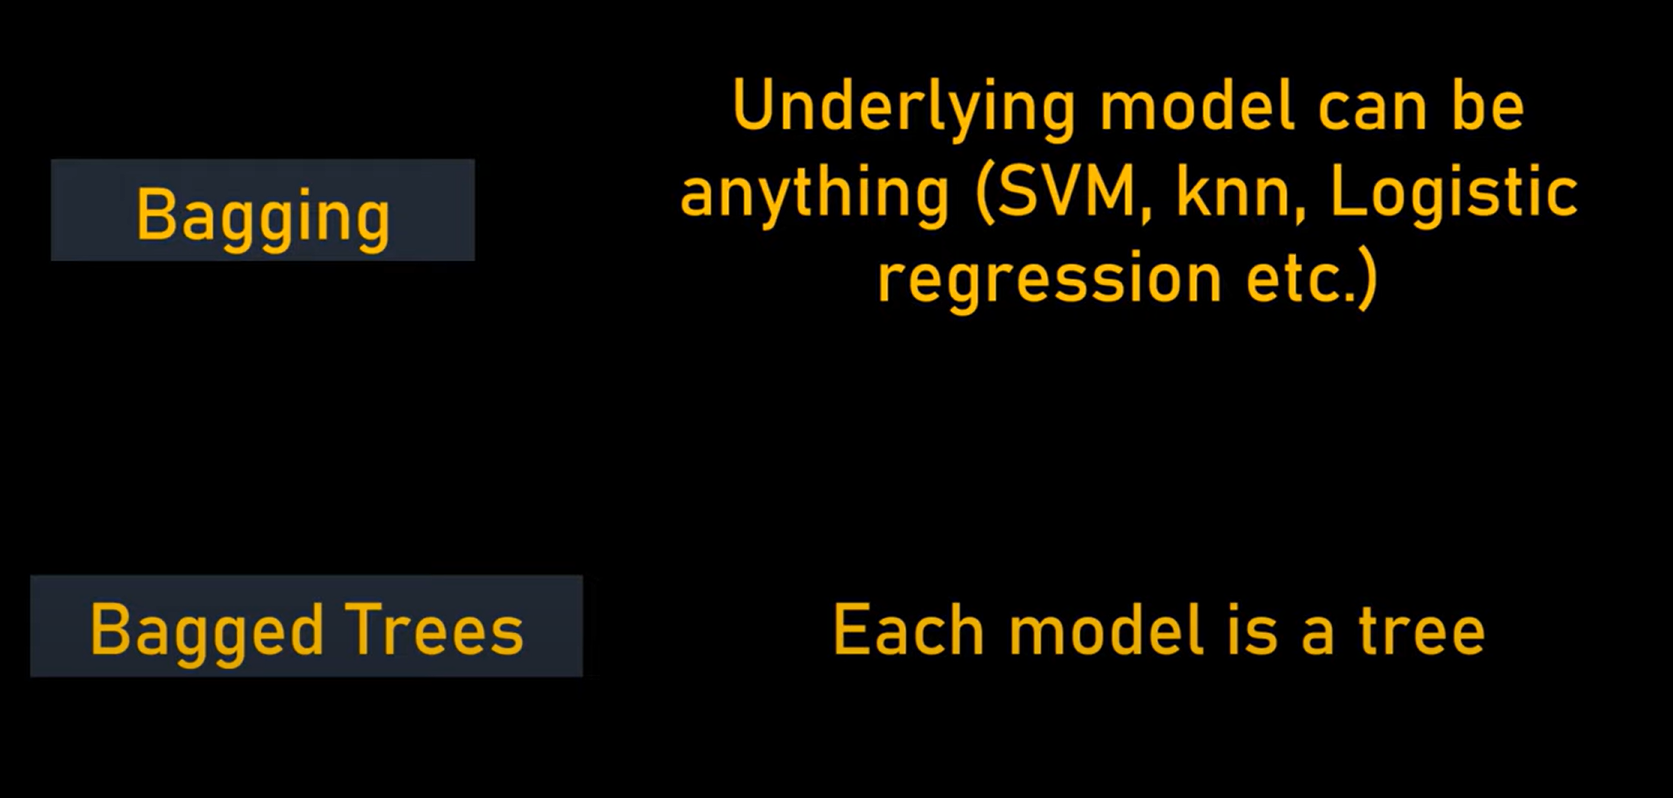 Bagging
Underlying model can be
anything (SVM, knn, Logistic
regression etc.)
Bagged Trees
Each model is a tree